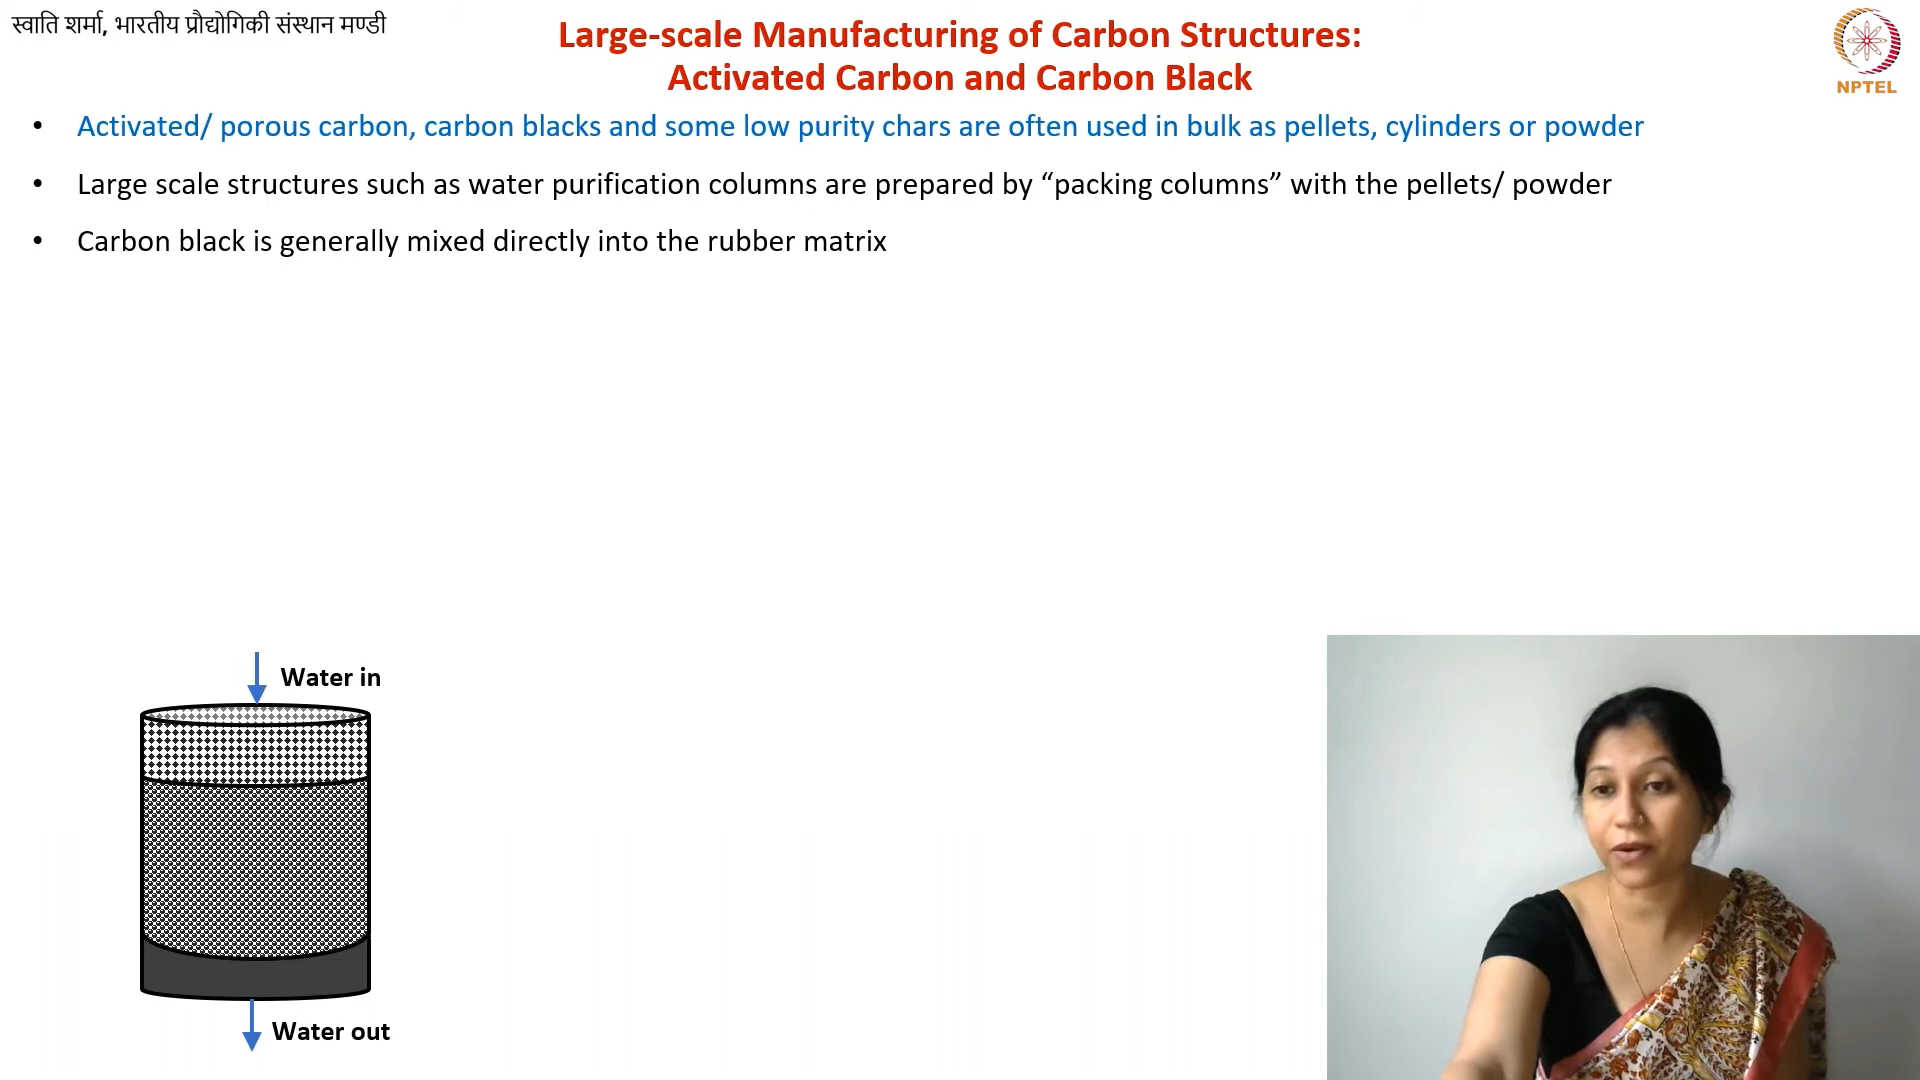 स्वाति शर्मा, भारतीय प्रौद्योगिकी संस्थान मण्डी
Large-scale Manufacturing of Carbon Structures:
Activated Carbon and Carbon Black
NPTEL
• Activated/ porous carbon, carbon blacks and some low purity chars are often used in bulk as pellets, cylinders or powder
• Large scale structures such as water purification columns are prepared by “packing columns” with the pellets/ powder
• Carbon black is generally mixed directly into the rubber matrix
Water in
Water out